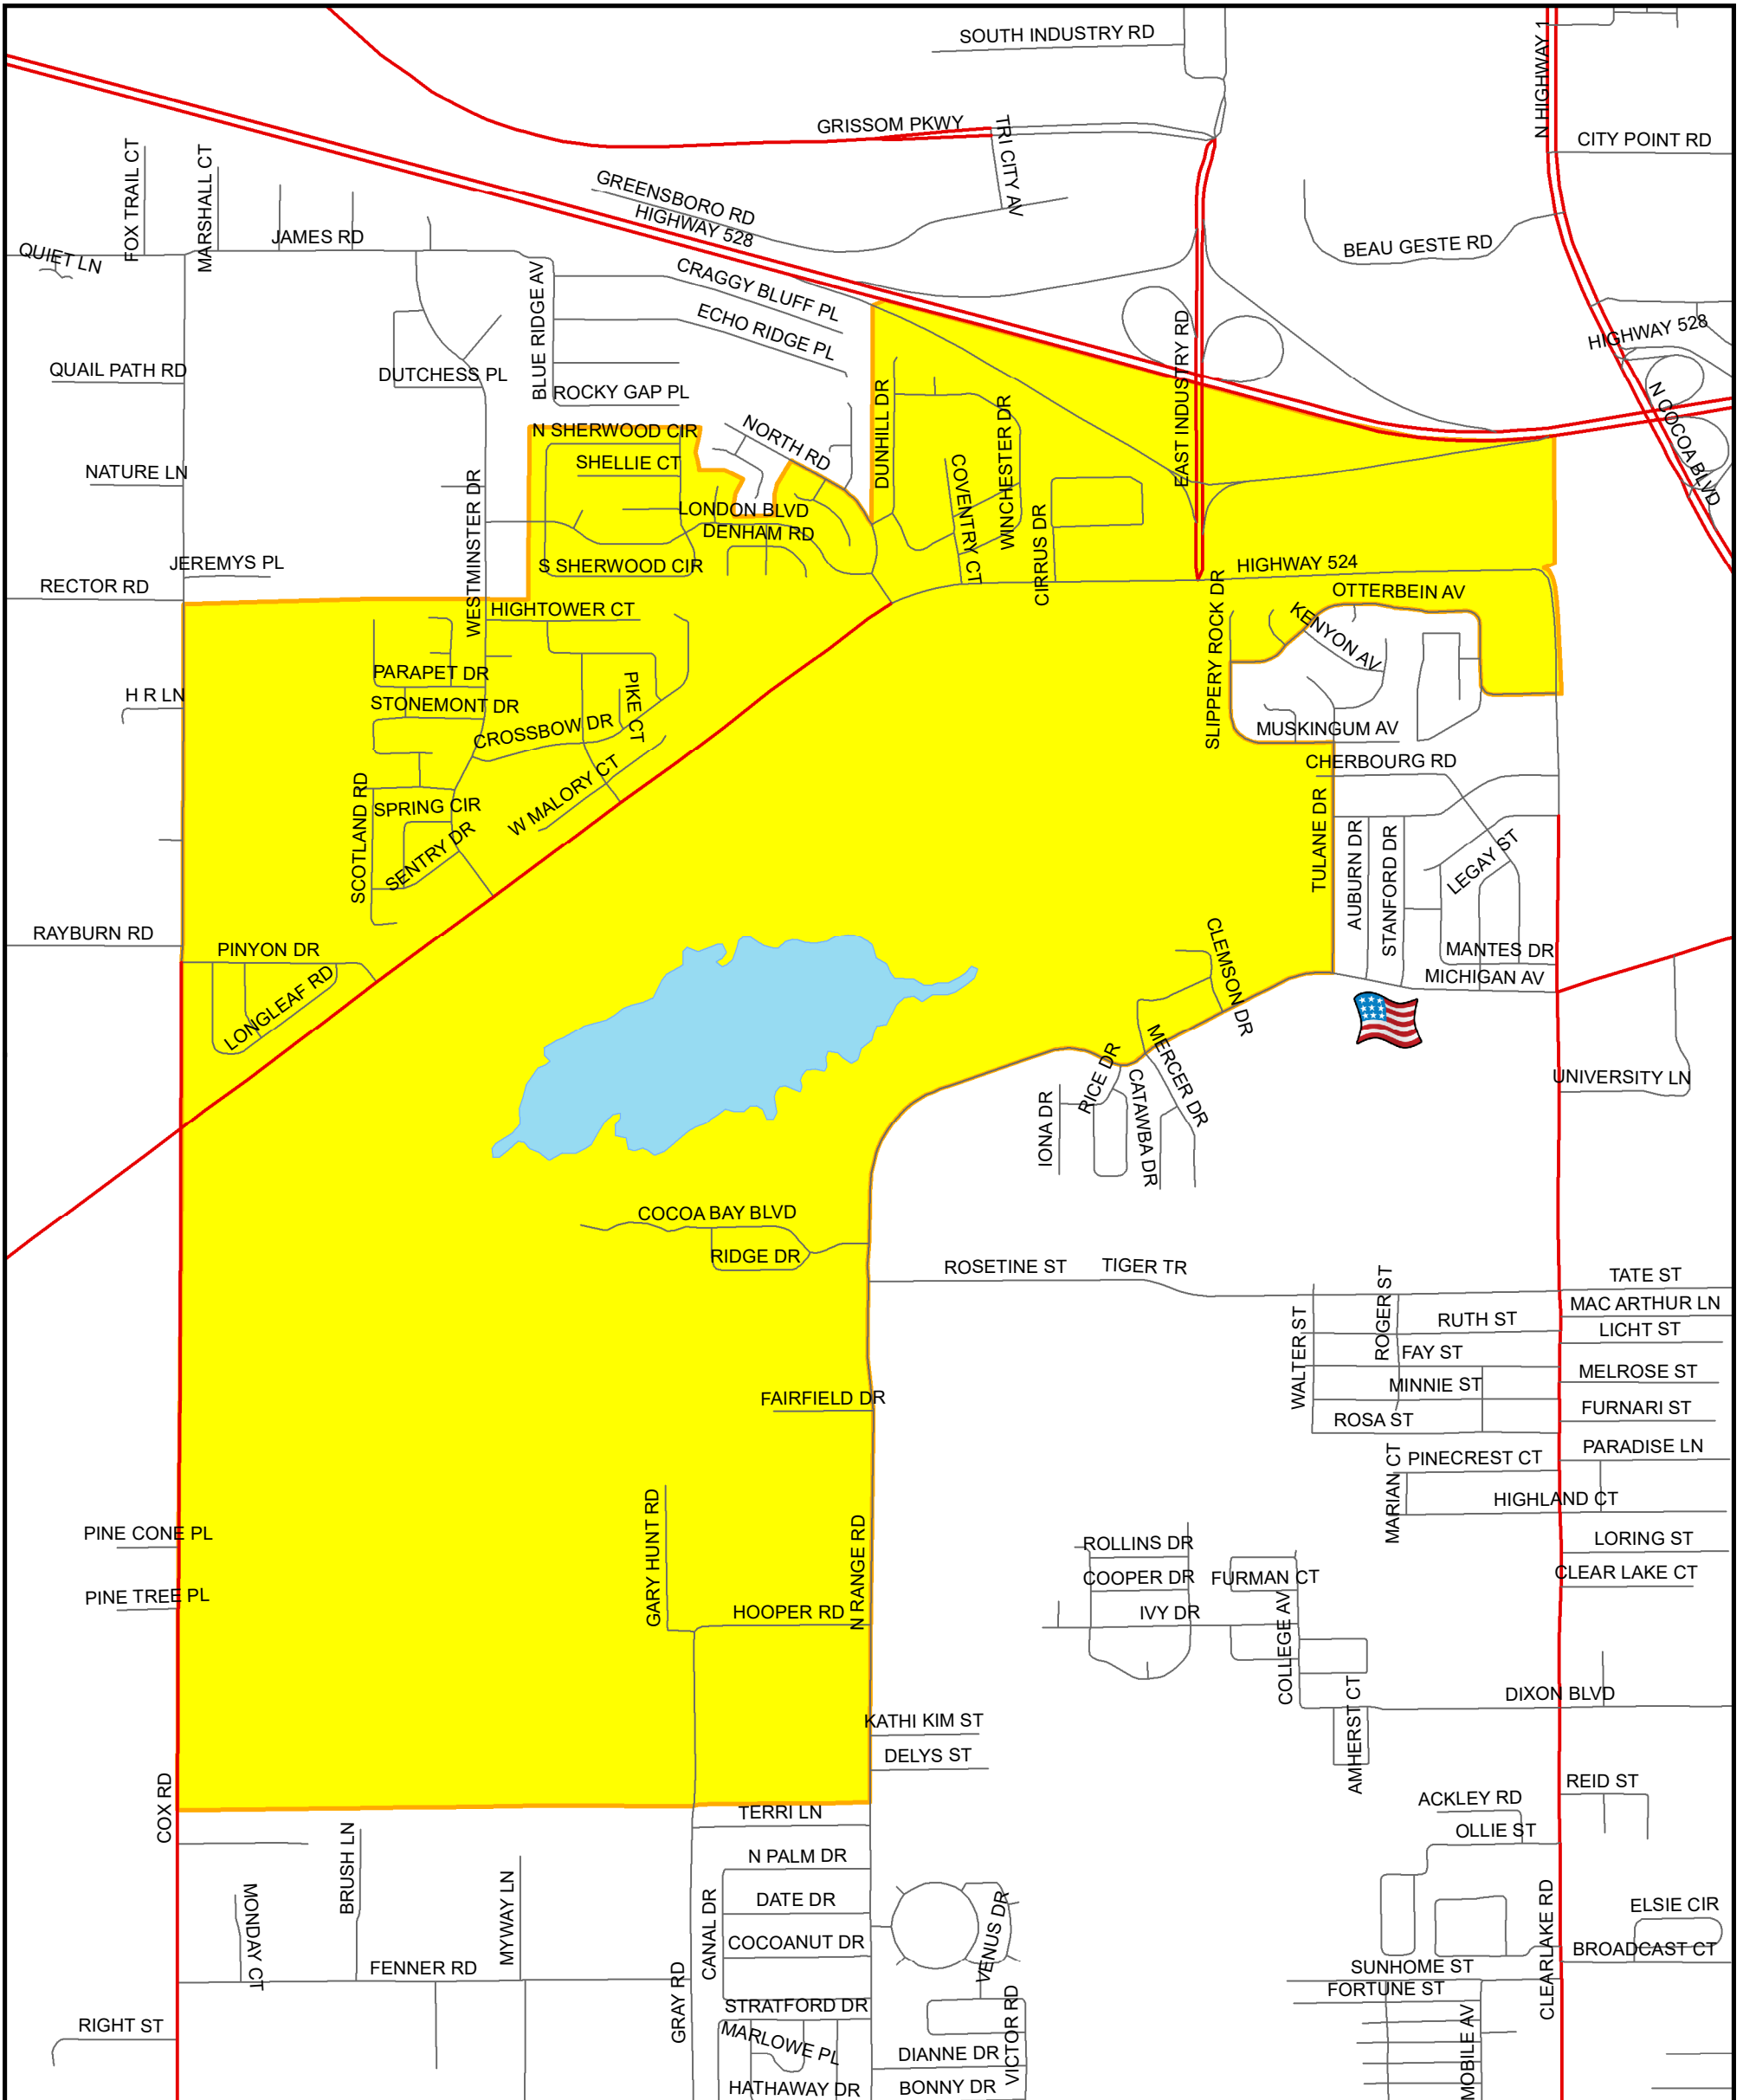 SOUTH INDUSTRY RD
N HIGHWAY 1
GRISSOM PKWY
TRI CITY AV
CITY POINT RD
FOX TRAIL CT
MARSHALL CT
GREENSBORO RD
HIGHWAY 528
JAMES RD
QUIET LN
BEAU GESTE RD
BLUE RIDGE AV
CRAGGY BLUFF PL
ECHO RIDGE PL
EAST INDUSTRY RD
HIGHWAY 528
QUAIL PATH RD
DUTCHESS PL
ROCKY GAP PL
DUNHILL DR
N COCOA BLVD
N SHERWOOD CIR
NORTH RD
WINCHESTER DR
SHELLIE CT
NATURE LN
COVENTRY CT
WESTMINSTER DR
LONDON BLVD
DENHAM RD
CIRRUS DR
JEREMYS PL
S SHERWOOD CIR
HIGHWAY 524
RECTOR RD
OTTERBEIN AV
HIGHTOWER CT
SLIPPERY ROCK DR
KENYON AV
PARAPET DR
H R LN
STONEMONT DR
PIKE CT
CROSSBOW DR
MUSKINGUM AV
CHERBOURG RD
W MALORY CT
SCOTLAND RD
SPRING CIR
SENTRY DR
TULANE DR
AUBURN DR
STANFORD DR
LEGAY ST
RAYBURN RD
PINYON DR
CLEMSON DR
MANTES DR
LONGLEAF RD
MICHIGAN AV
MERCER DR
RICE DR
CATAWBA DR
UNIVERSITY LN
IONA DR
COCOA BAY BLVD
RIDGE DR
ROSETINE ST
TIGER TR
TATE ST
MAC ARTHUR LN
WALTER ST
ROGER ST
RUTH ST
LICHT ST
FAY ST
MELROSE ST
MINNIE ST
FAIRFIELD DR
FURNARI ST
ROSA ST
PARADISE LN
MARIAN CT
PINECREST CT
HIGHLAND CT
PINE CONE PL
GARY HUNT RD
N RANGE RD
ROLLINS DR
LORING ST
COOPER DR
FURMAN CT
CLEAR LAKE CT
PINE TREE PL
HOOPER RD
IVY DR
COLLEGE AV
DIXON BLVD
KATHI KIM ST
AMHERST CT
DELYS ST
COX RD
REID ST
TERRI LN
ACKLEY RD
OLLIE ST
BRUSH LN
N PALM DR
MONDAY CT
MYWAY LN
CANAL DR
DATE DR
VENUS DR
CLEARLAKE RD
ELSIE CIR
COCOANUT DR
BROADCAST CT
FENNER RD
SUNHOME ST
GRAY RD
FORTUNE ST
STRATFORD DR
RIGHT ST
MARLOWE PL
VICTOR RD
MOBILE AV
DIANNE DR
HATHAWAY DR
BONNY DR